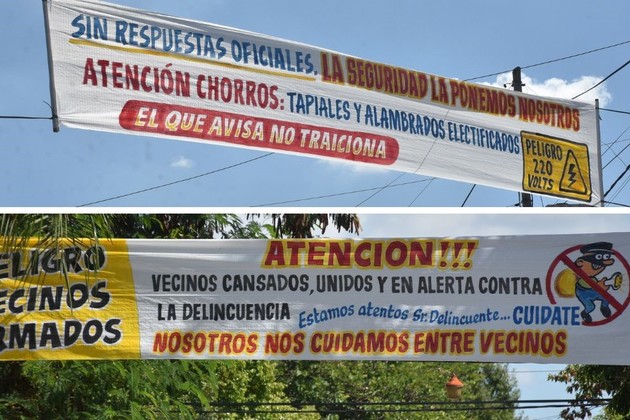 SIN RESPUESTAS OFICIALES, LA SEGURIDAD LA PONEMOS NOSOTROS
ATENCIÓN CHORROS: TAPIALES Y ALAMBRADOS ELECTRIFICADOS
EL QUE AVISA NO TRAICIONA
PELIGRO
220
VOLTS
ELIGRO
ECINOS
RMADOS
ATENCION!!!
VECINOS CANSADOS, UNIDOS Y EN ALERTA CONTRA
LA DELINCUENCIA Estamos atentos Sr. Delincuente... CUIDATE
NOSOTROS NOS CUIDAMOS ENTRE VECINOS